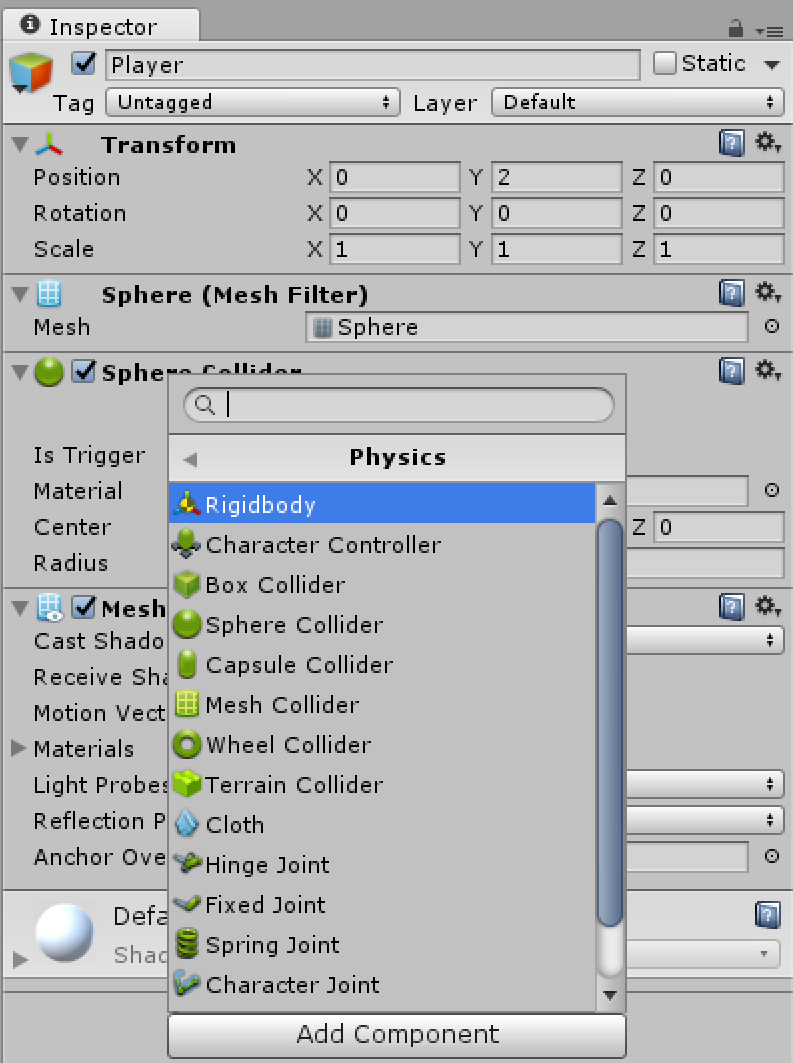 Inspector
Player
Static
Tag Untagged Layer Default
Transform
Position X 0 Y 2 Z 0
Rotation X 0 Y 0 Z 0
Scale X 1 Y 1 Z 1
Sphere (Mesh Filter)
Mesh Sphere
Sphere Collider
Is Trigger
Material
Center Z 0
Radius
Mesh
Cast Shado
Receive Sha
Motion Vect
Materials
Light Probes
Reflection P
Anchor Ove
Defa
Shad
Physics
Rigidbody
Character Controller
Box Collider
Sphere Collider
Capsule Collider
Mesh Collider
Wheel Collider
Terrain Collider
Cloth
Hinge Joint
Fixed Joint
Spring Joint
Character Joint
Add Component